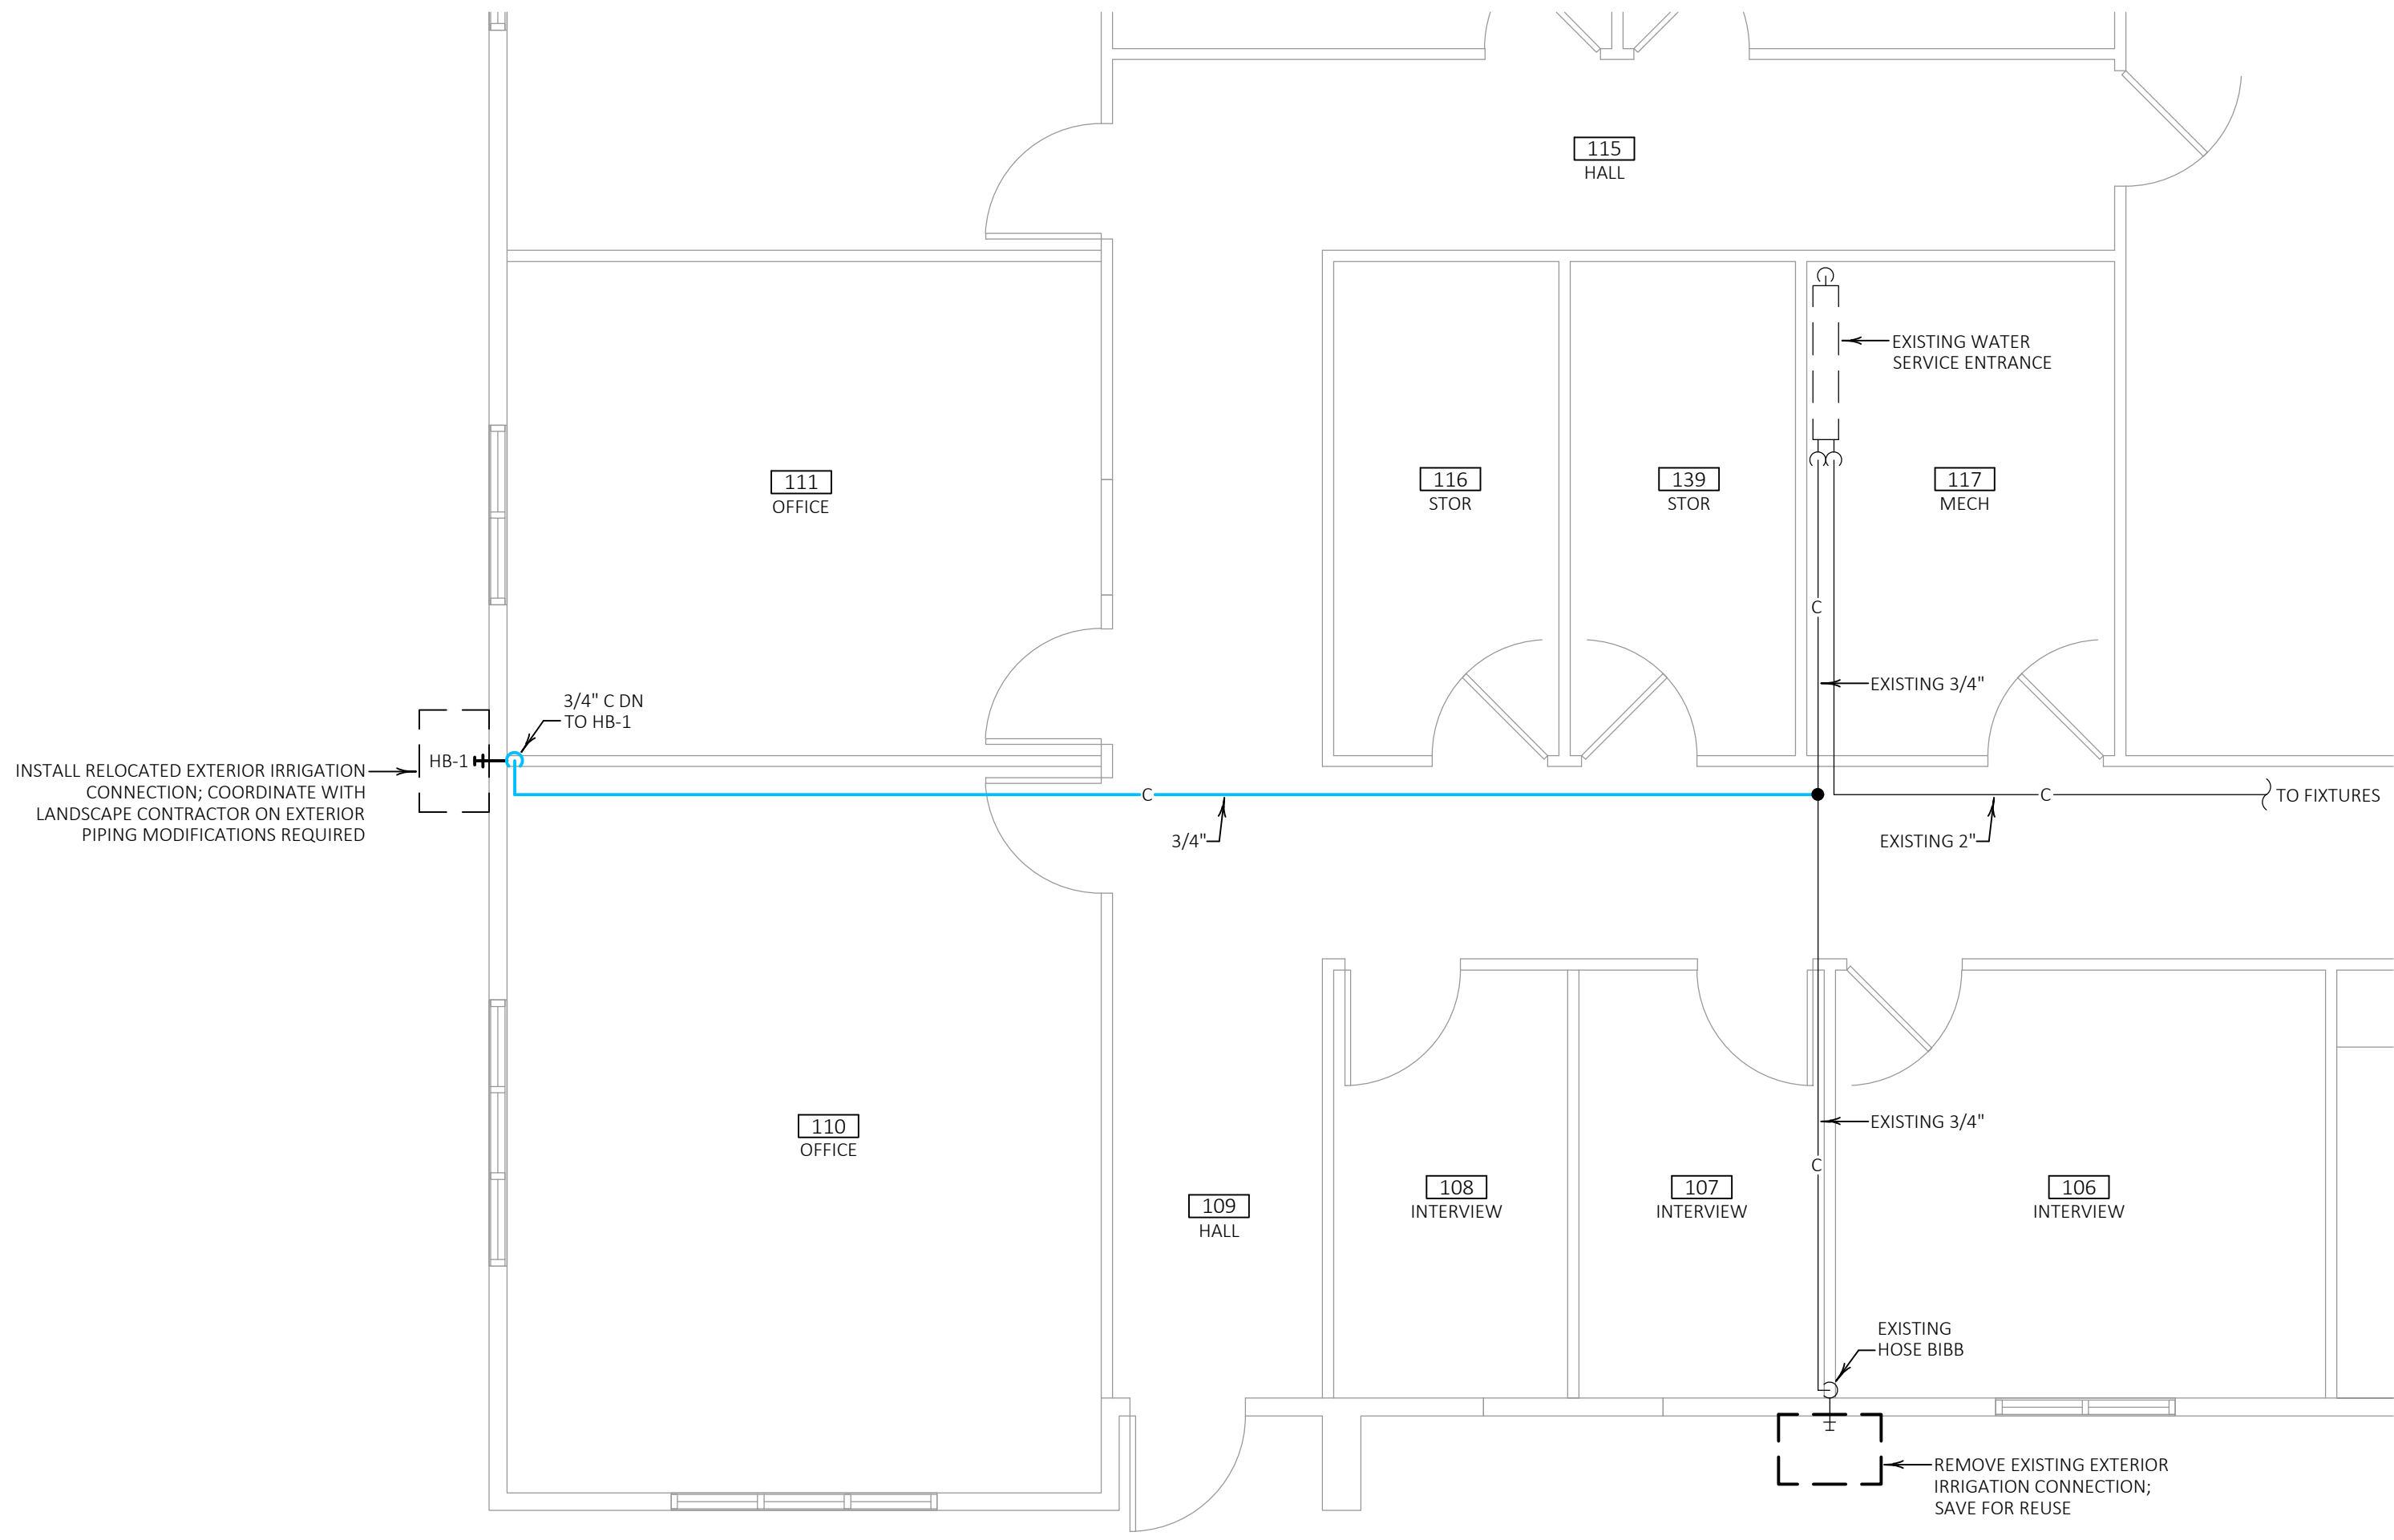 115
HALL
EXISTING WATER
SERVICE ENTRANCE
111
OFFICE
116
STOR
139
STOR
117
MECH
C
EXISTING 3/4"
3/4" C DN
TO HB-1
HB-1
INSTALL RELOCATED EXTERIOR IRRIGATION
CONNECTION; COORDINATE WITH
LANDSCAPE CONTRACTOR ON EXTERIOR
PIPING MODIFICATIONS REQUIRED
C
3/4"
C
TO FIXTURES
EXISTING 2"
110
OFFICE
109
HALL
108
INTERVIEW
107
INTERVIEW
EXISTING 3/4"
C
106
INTERVIEW
EXISTING
HOSE BIBB
REMOVE EXISTING EXTERIOR
IRRIGATION CONNECTION;
SAVE FOR REUSE